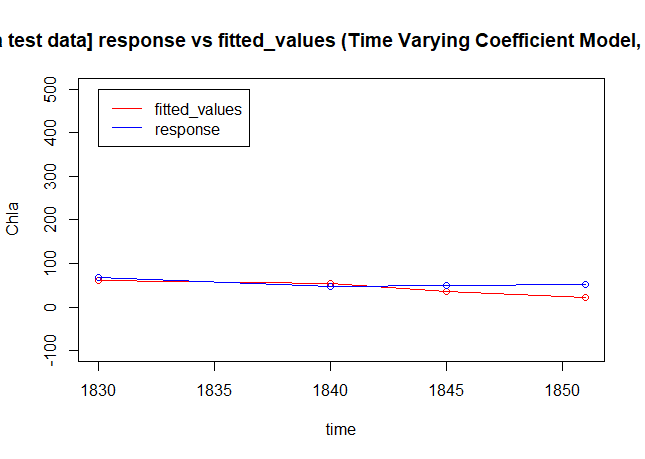 test data] response vs fitted_values (Time Varying Coefficient Model,
fitted_values
response
Chla
500
400
300
200
100
0
-100
1830
1835
1840
1845
1850
time